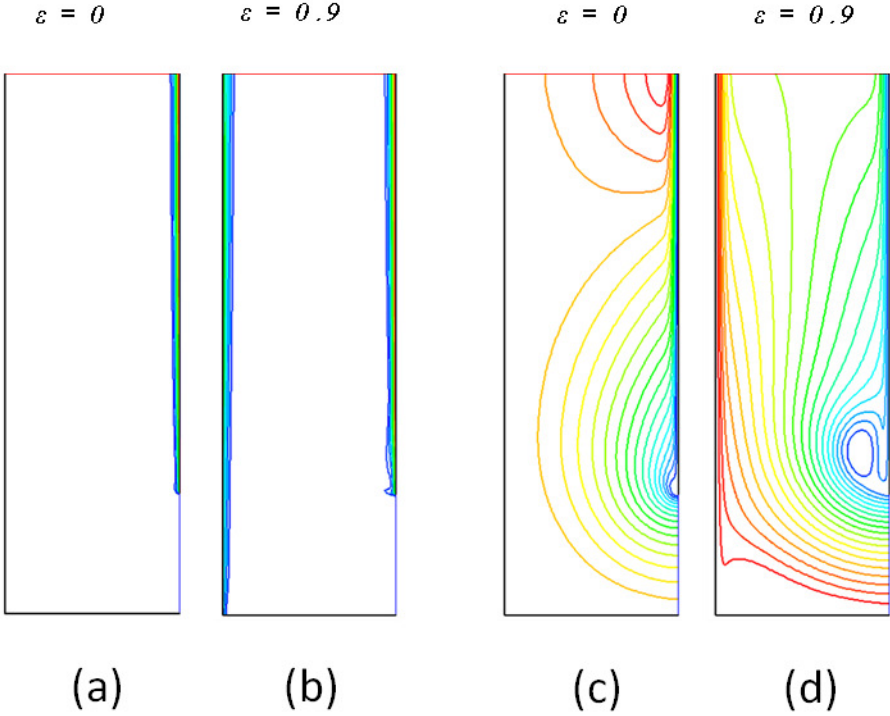 ε = 0
ε = 0.9
ε = 0
ε = 0.9
(a)
(b)
(c)
(d)